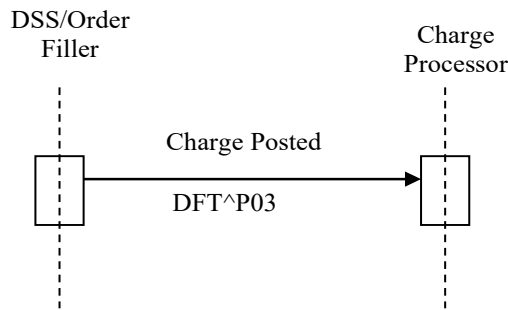 DSS/Order
Filler
Charge
Processor
Charge Posted
DFT^P03